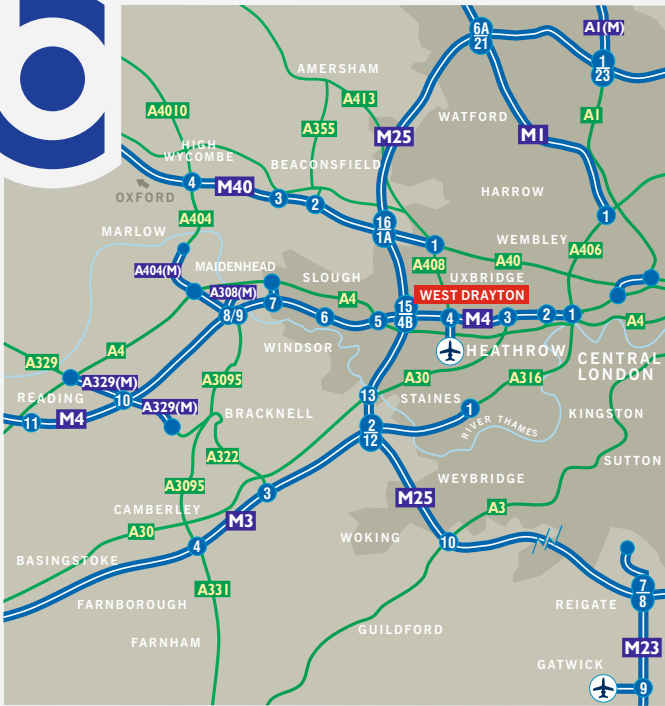 6A
21
A1(M)
1
23
AMERSHAM
A413
A4010
A355
A1
WATFORD
M25
M1
HIGH
WYCOMBE
BEACONSFIELD
4
M40
3
2
HARROW
OXFORD
A404
16
1A
1
1
MARLOW
WEMBLEY
A406
A404(M)
MAIDENHEAD
A408
A40
SLOUGH
UXBRIDGE
A308(M)
A4
WEST DRAYTON
7
15
4B
8/9
6
5
4
M4
3
2
1
A4
WINDSOR
HEATHROW
A4
A329
CENTRAL
LONDON
A329(M)
A3095
A30
A316
READING
10
A329(M)
13
STAINES
1
11
M4
BRACKNELL
KINGSTON
2
12
RIVER THAMES
A322
SUTTON
A3095
3
WEYBRIDGE
M25
CAMBERLEY
M3
A3
A30
WOKING
10
4
BASINGSTOKE
A331
7
8
FARNBOROUGH
REIGATE
GUILDFORD
FARNHAM
M23
GATWICK
9